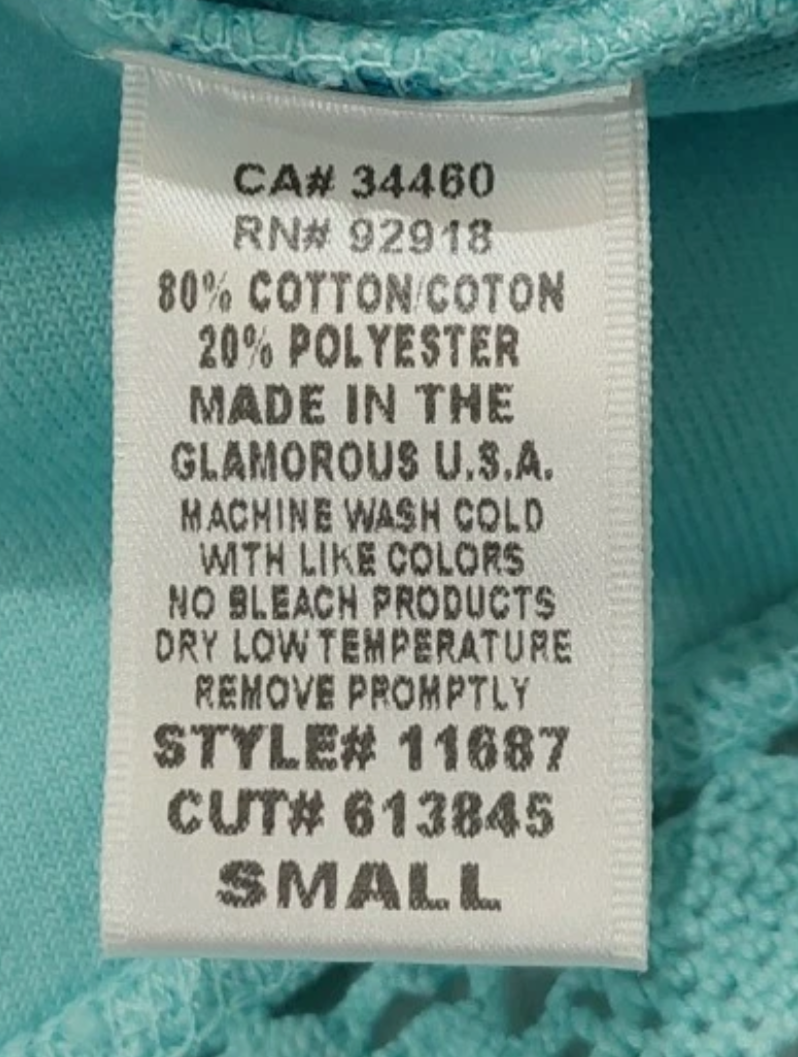 CA# 34460
RN# 92918
80% COTTON/COTON
20% POLYESTER
MADE IN THE
GLAMOROUS U.S.A.
MACHINE WASH COLD
WITH LIKE COLORS
NO BLEACH PRODUCTS
DRY LOW TEMPERATURE
REMOVE PROMPTLY
STYLE# 11687
CUT# 613845
SMALL